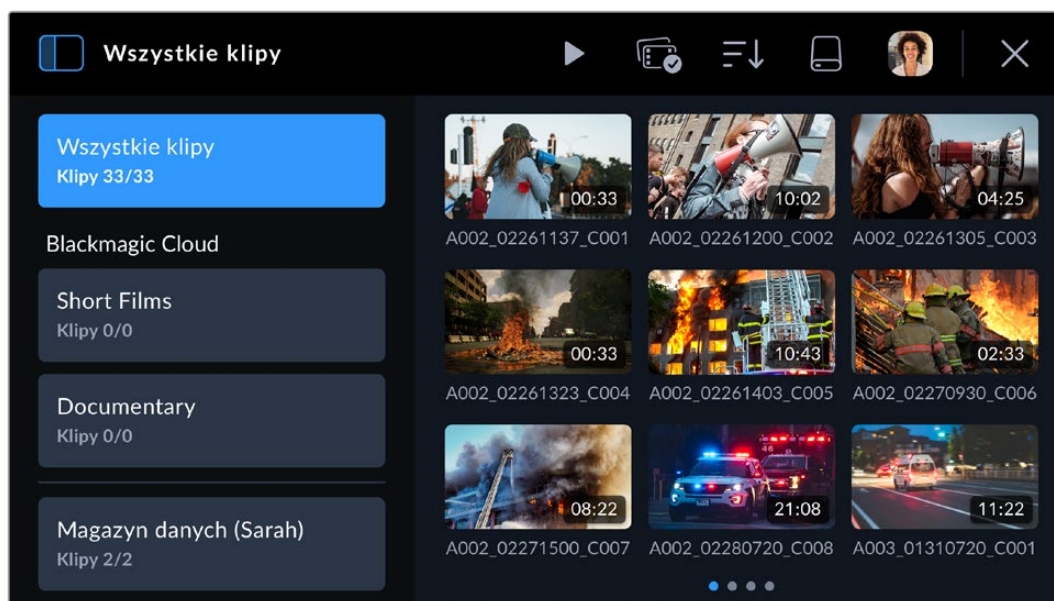 Wszystkie klipy
Wszystkie klipy
Klipy 33/33
Blackmagic Cloud
Short Films
Klipy 0/0
Documentary
Klipy 0/0
Magazyn danych (Sarah)
Klipy 2/2
00:33
10:02
04:25
A002_02261137_C001
A002_02261200_C002
A002_02261305_C003
00:33
10:43
02:33
A002_02261323_C004
A002_02261403_C005
A002_02270930_C006
08:22
21:08
11:22
A002_02271500_C007
A002_02280720_C008
A003_01310720_C001